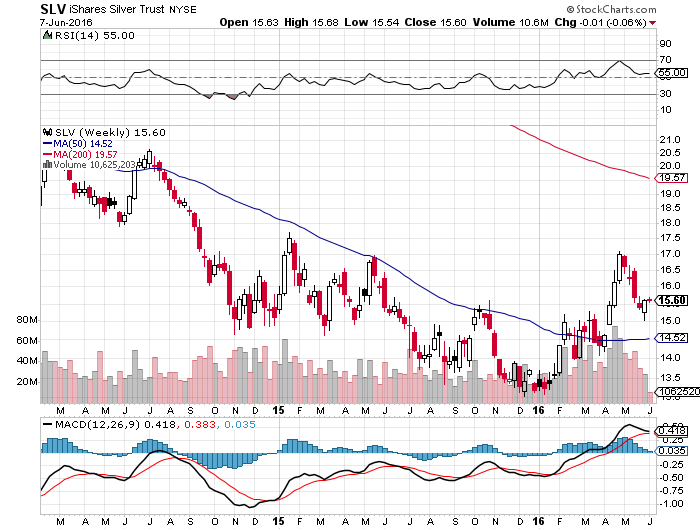 SLV iShares Silver Trust NYSE © StockCharts.com
7-Jun-2016 Open 15.63 High 15.68 Low 15.54 Close 15.60 Volume 10.6M Chg -0.01 (-0.06%)
RSI(14) 55.00
90
70
55.00
30
10
SLV (Weekly) 15.60
MA(50) 14.52
MA(200) 19.57
Volume 10,625,203
21.0
20.5
20.0
19.57
19.0
18.5
18.0
17.5
17.0
16.5
16.0
15.60
15.0
14.52
14.0
13.5
13.0
10625203
80M
60M
40M
20M
M A M J J A S O N D 15 F M A M J J A S O N D 16 F M A M J
MACD(12,26,9) 0.418, 0.383, 0.035
0.418
0.25
0.035
-0.25
-0.50
-0.75
-1.00